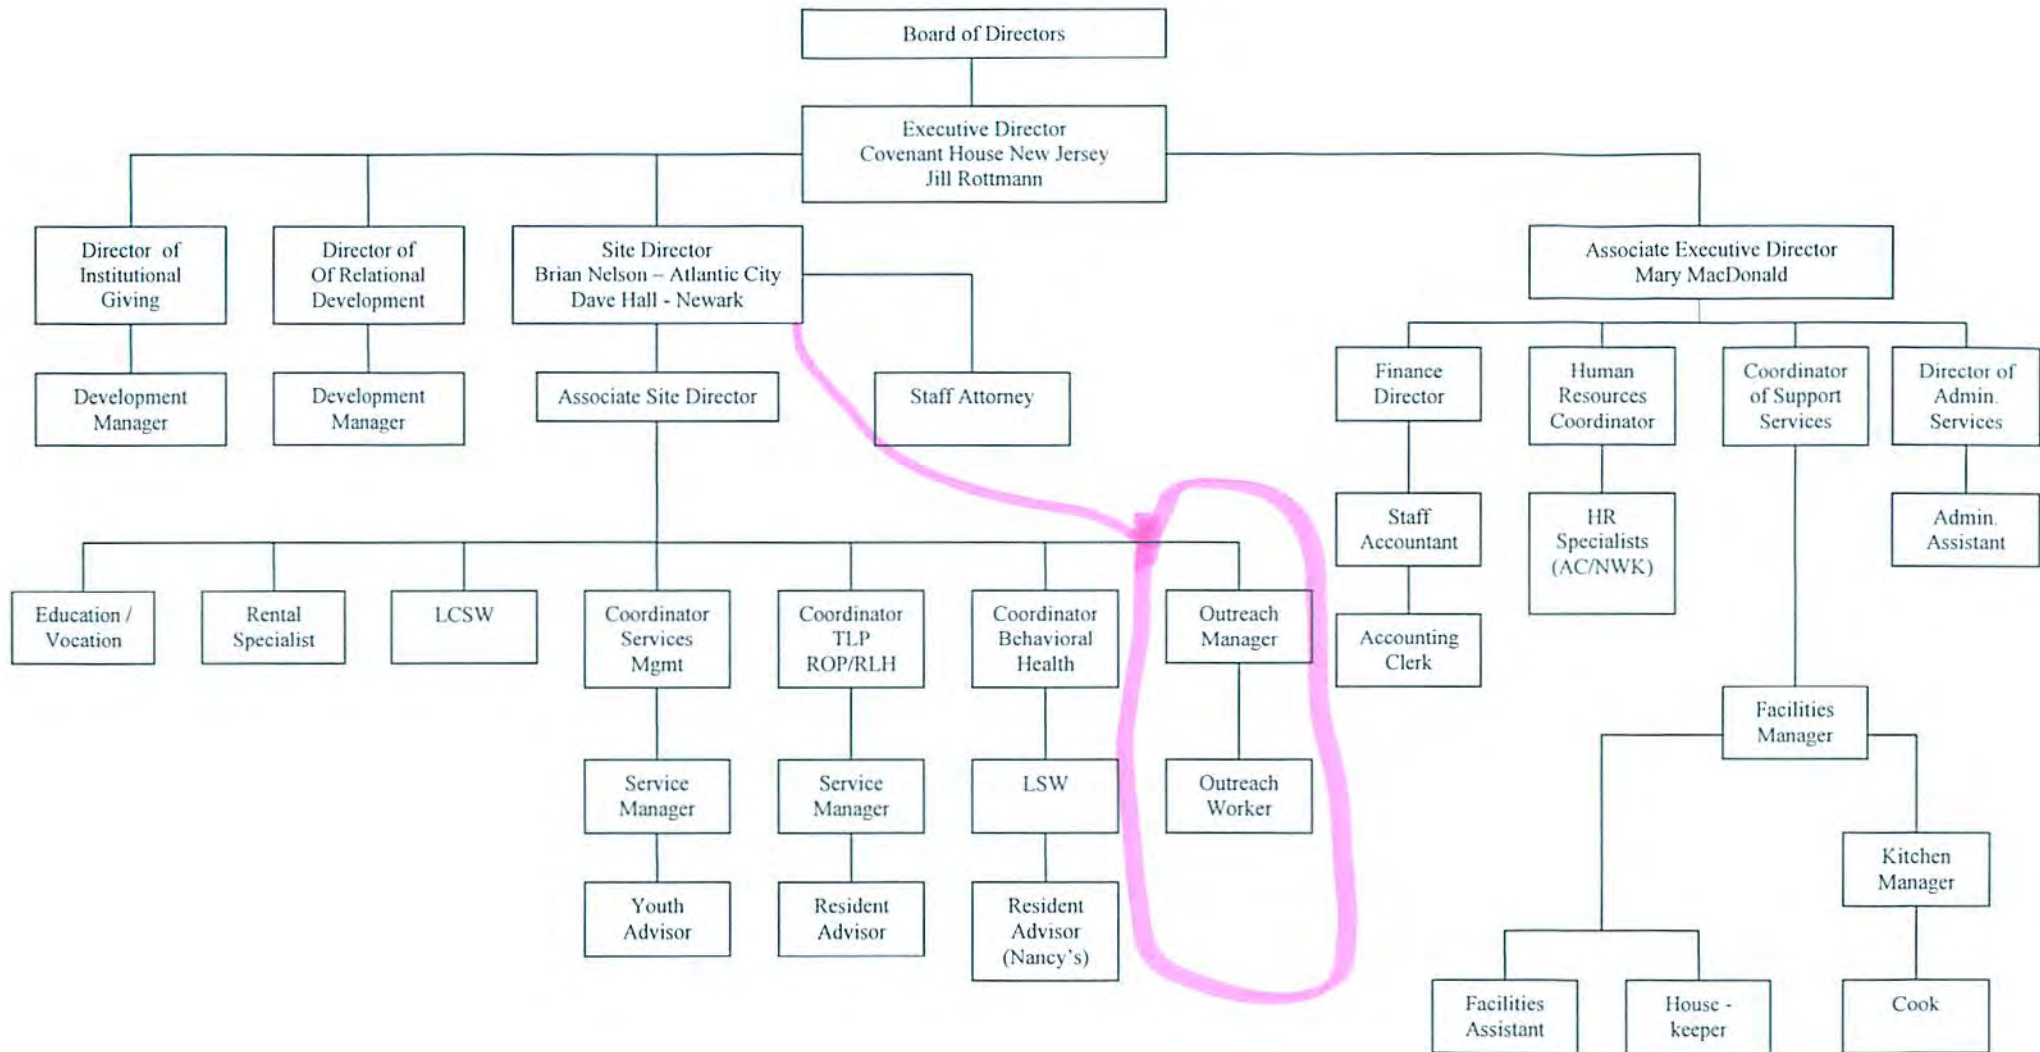 Board of Directors
Executive Director
Covenant House New Jersey
Jill Rottmann
Director of
Institutional
Giving
Director of
Of Relational
Development
Site Director
Brian Nelson – Atlantic City
Dave Hall - Newark
Associate Executive Director
Mary MacDonald
Development
Manager
Development
Manager
Associate Site Director
Staff Attorney
Finance
Director
Human
Resources
Coordinator
Coordinator
of Support
Services
Director of
Admin.
Services
Staff
Accountant
HR
Specialists
(AC/NWK)
Admin.
Assistant
Education /
Vocation
Rental
Specialist
LCSW
Coordinator
Services
Mgmt
Coordinator
TLP
ROP/RLH
Coordinator
Behavioral
Health
Outreach
Manager
Accounting
Clerk
Facilities
Manager
Service
Manager
Service
Manager
LSW
Outreach
Worker
Kitchen
Manager
Youth
Advisor
Resident
Advisor
Resident
Advisor
(Nancy's)
Facilities
Assistant
House -
keeper
Cook